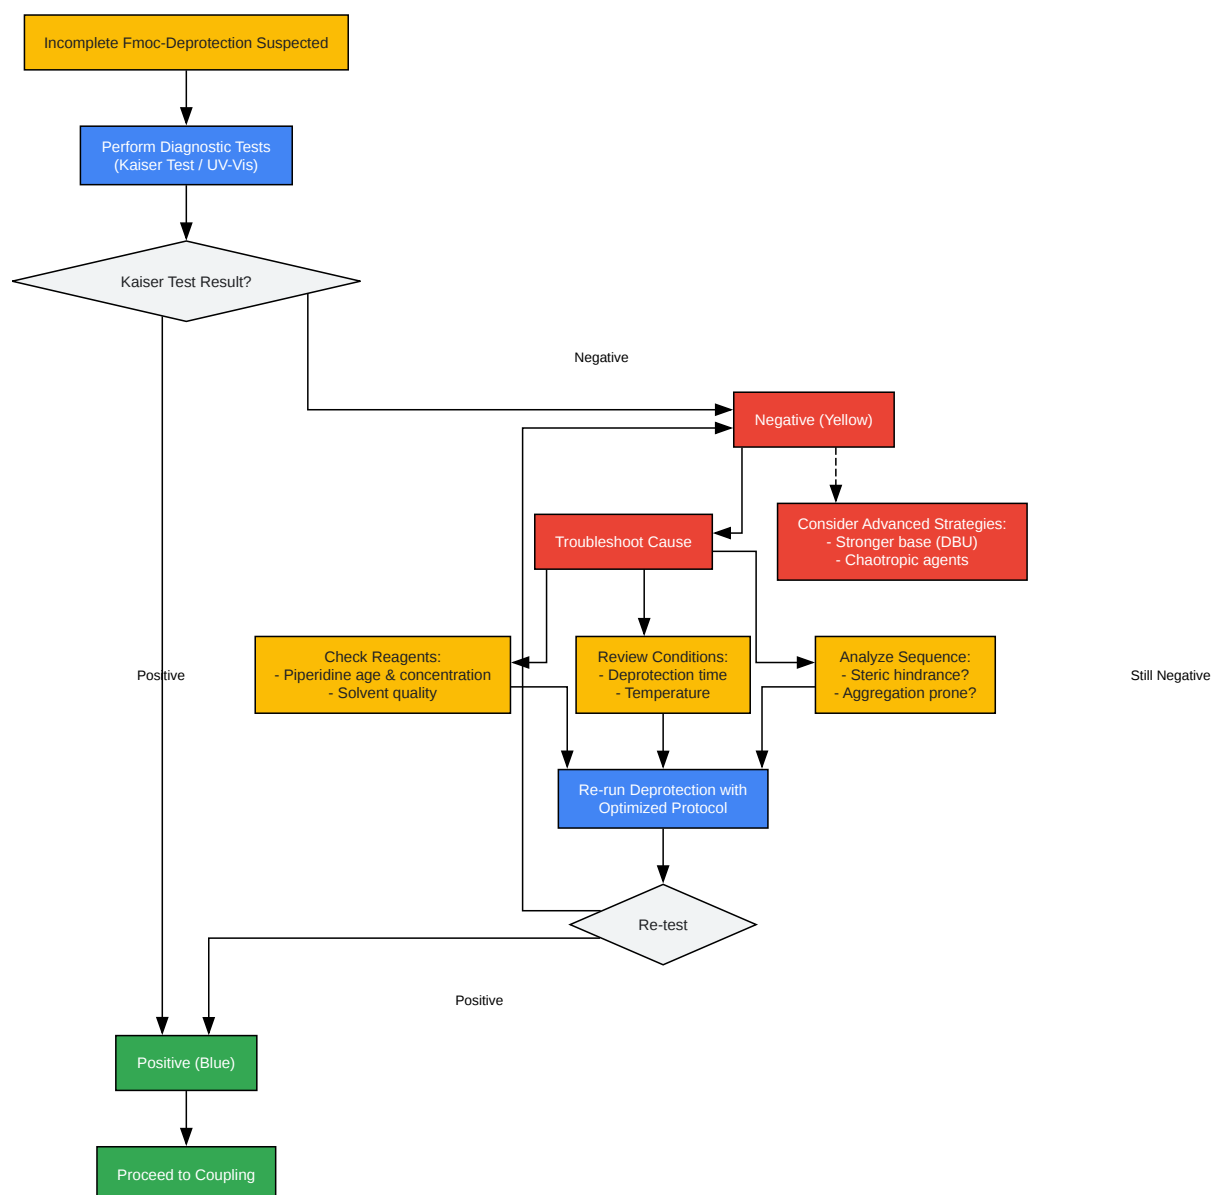 Incomplete Fmoc-Deprotection Suspected
Perform Diagnostic Tests
(Kaiser Test / UV-Vis)
Kaiser Test Result?
Negative
Negative (Yellow)
Consider Advanced Strategies:
- Stronger base (DBU)
- Chaotropic agents
Troubleshoot Cause
Check Reagents:
- Piperidine age & concentration
- Solvent quality
Review Conditions:
- Deprotection time
- Temperature
Analyze Sequence:
- Steric hindrance?
- Aggregation prone?
Positive
Still Negative
Re-run Deprotection with
Optimized Protocol
Re-test
Positive
Positive (Blue)
Proceed to Coupling